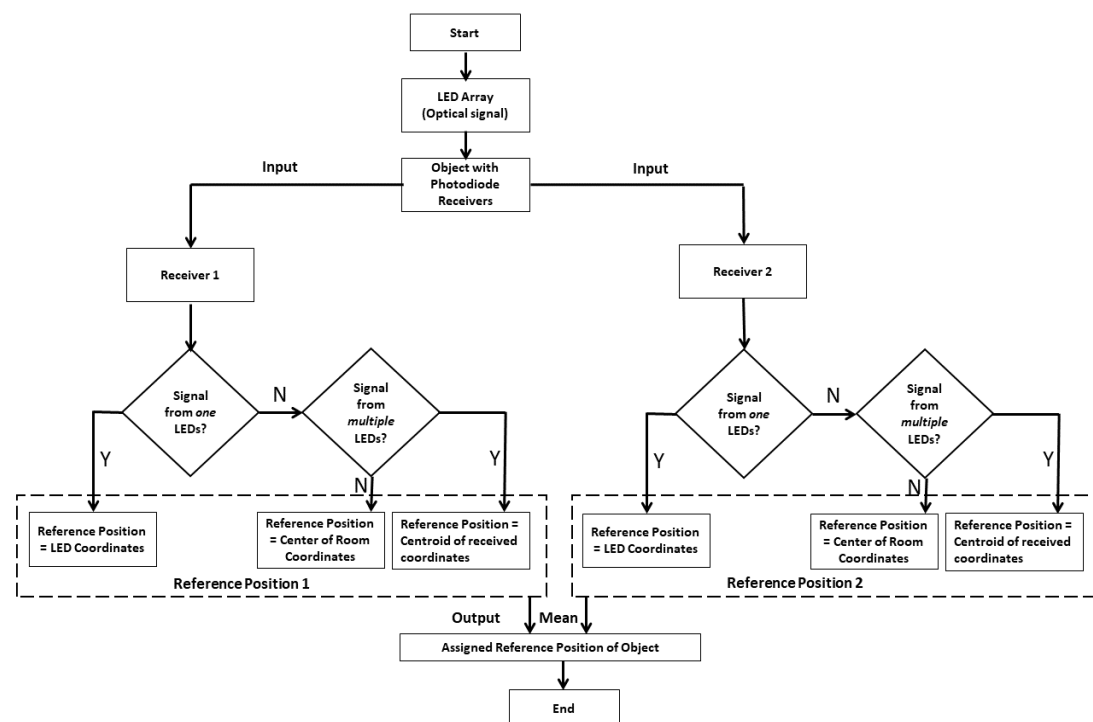 Start
LED Array
(Optical signal)
Input
Object with
Photodiode
Receivers
Input
Receiver 1
Receiver 2
Signal
from one
LEDs?
N
Signal
from
multiple
LEDs?
Y
N
Y
Signal
from one
LEDs?
N
Signal
from
multiple
LEDs?
Y
N
Y
Reference Position
= LED Coordinates
Reference Position
= Center of Room
Coordinates
Reference Position =
Centroid of received
coordinates
Reference Position 1
Reference Position
= LED Coordinates
Reference Position
= Center of Room
Coordinates
Reference Position =
Centroid of received
coordinates
Reference Position 2
Output
Mean
Assigned Reference Position of Object
End